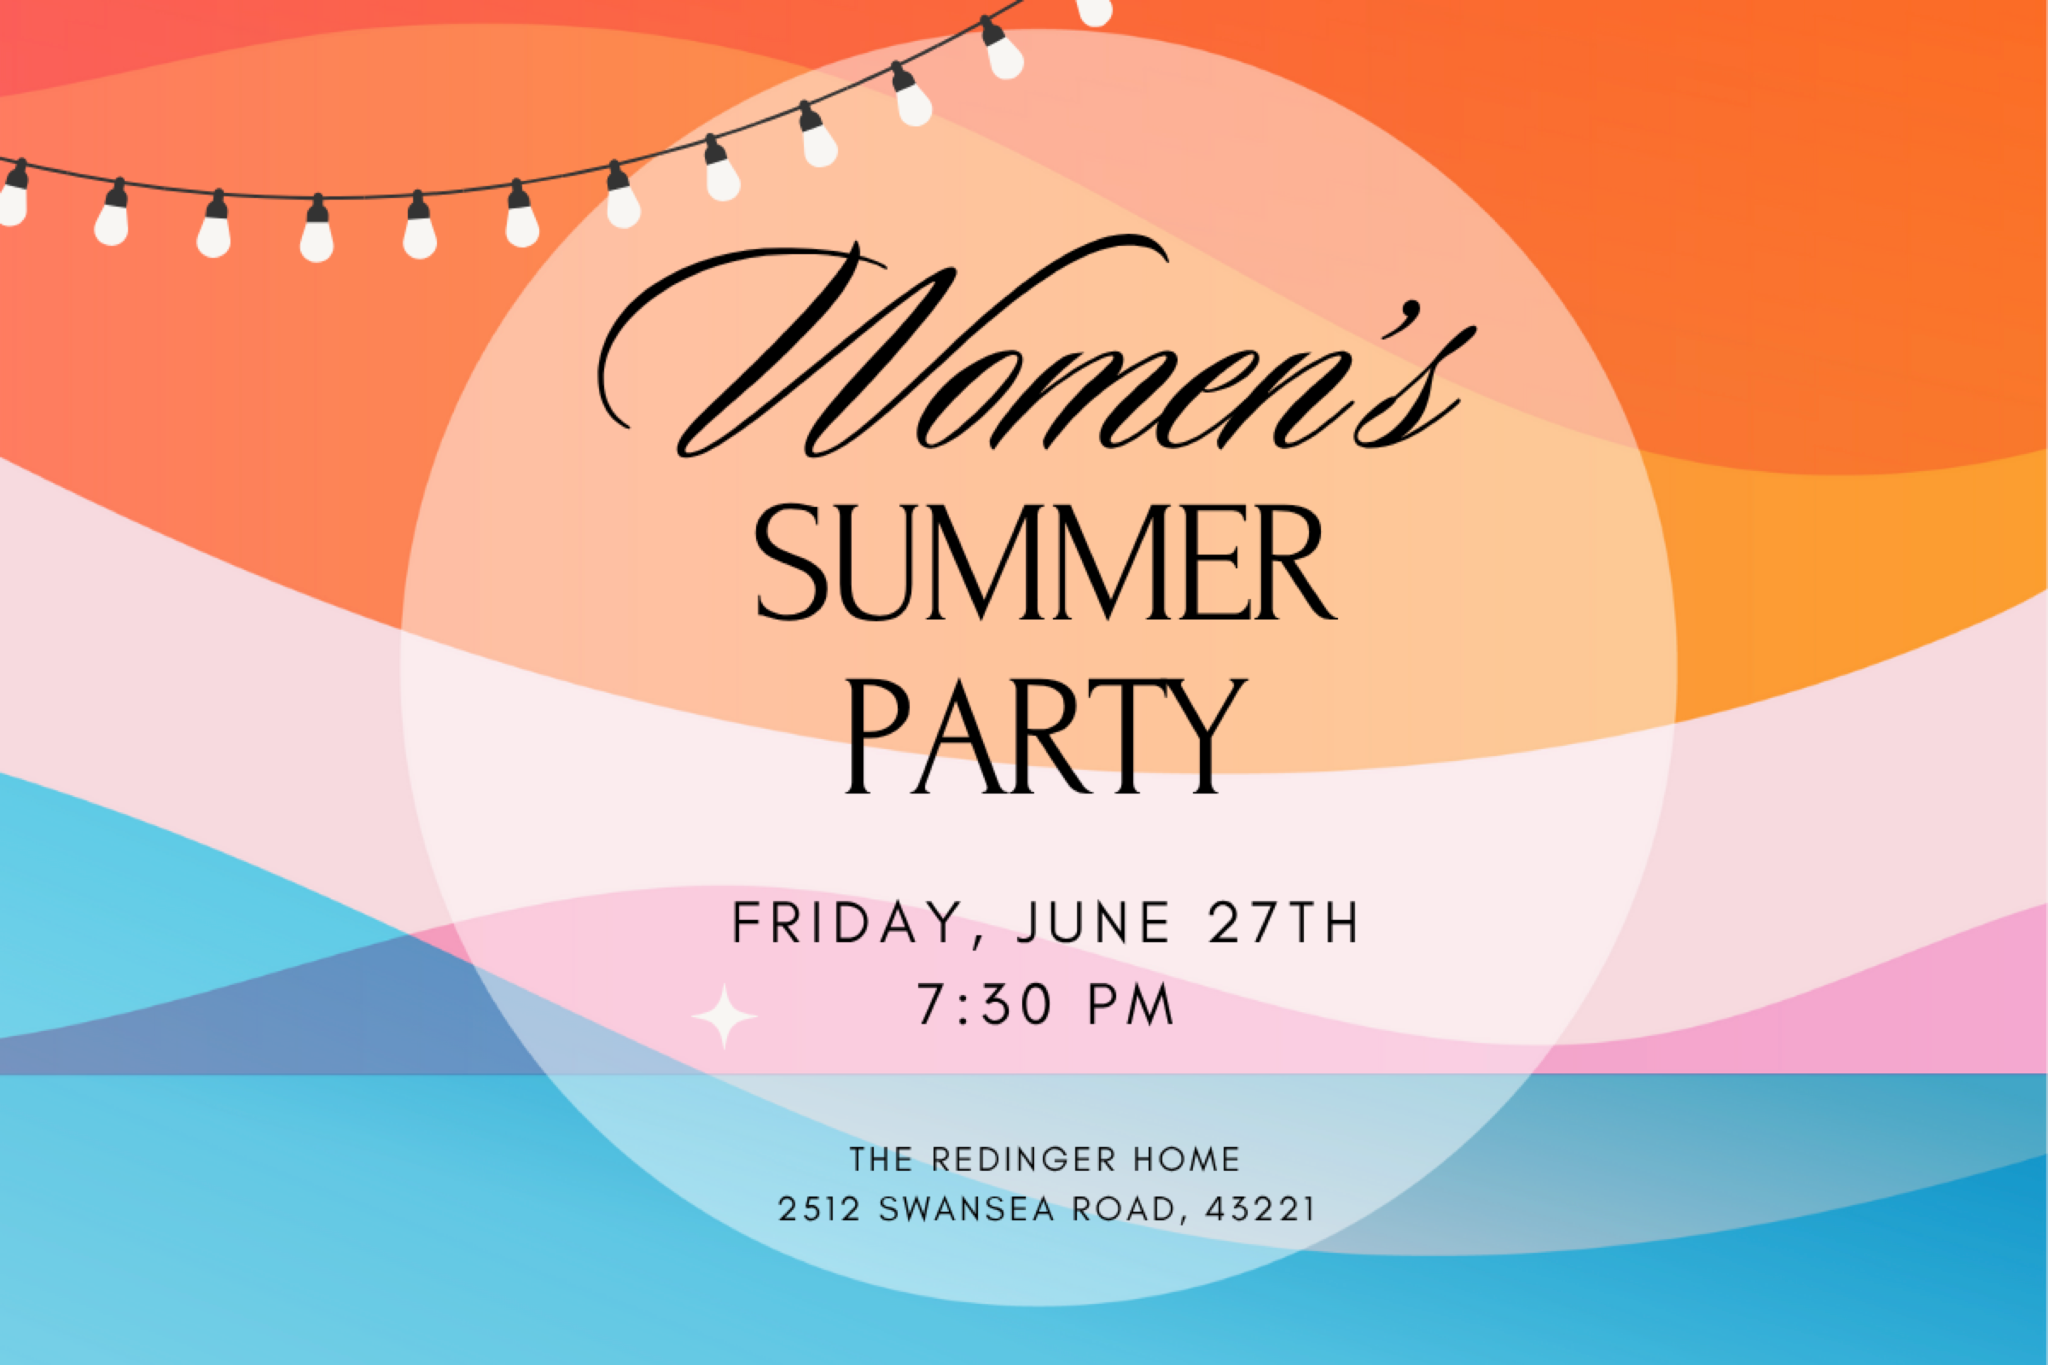 Women's
SUMMER
PARTY
FRIDAY, JUNE 27TH
7:30 PM
THE REDINGER HOME
2512 SWANSEA ROAD, 43221